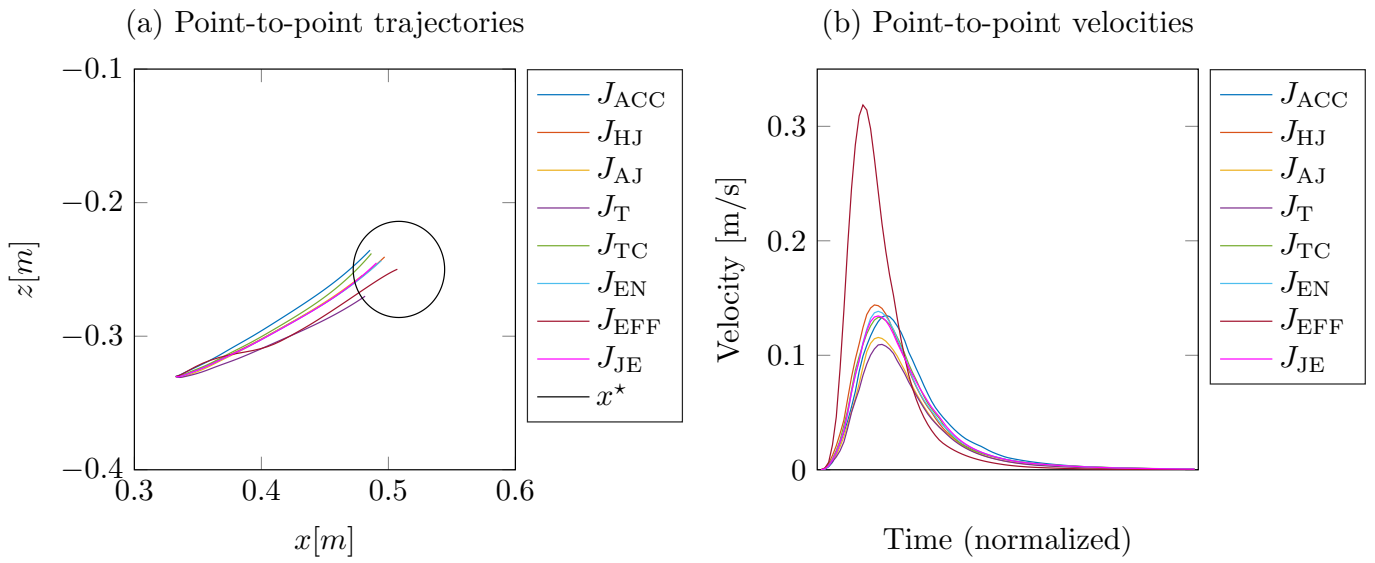 (a) Point-to-point trajectories
−0.1
−0.2
−0.3
−0.4
z[m]
0.3 0.4 0.5 0.6
x[m]
J_ACC
J_HJ
J_AJ
J_T
J_TC
J_EN
J_EFF
J_JE
x⋆
(b) Point-to-point velocities
0.3
0.2
0.1
0
Velocity [m/s]
Time (normalized)
J_ACC
J_HJ
J_AJ
J_T
J_TC
J_EN
J_EFF
J_JE